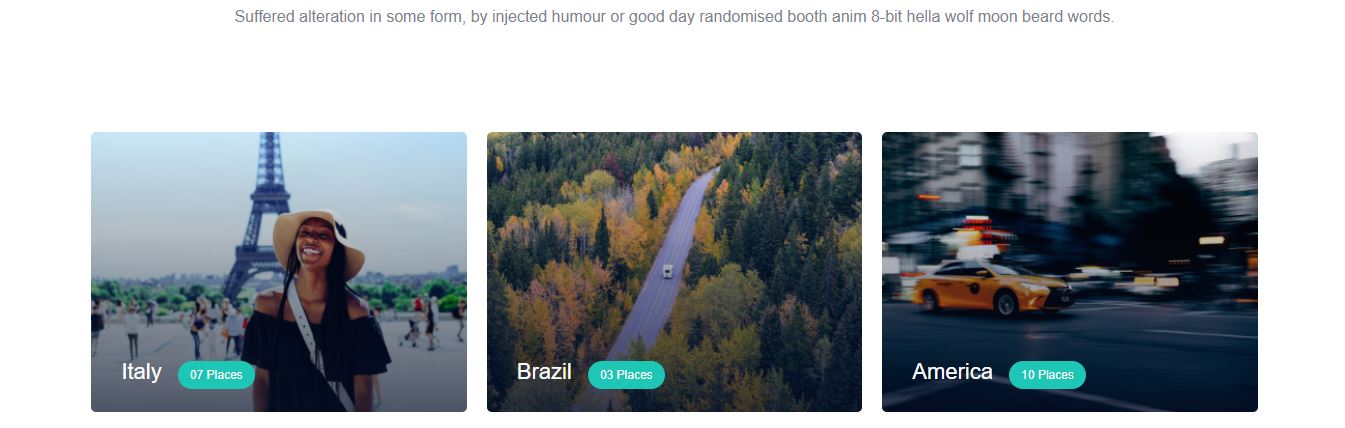 Suffered alteration in some form, by injected humour or good day randomised booth anim 8-bit hella wolf moon beard words.
Italy 07 Places
Brazil 03 Places
America 10 Places